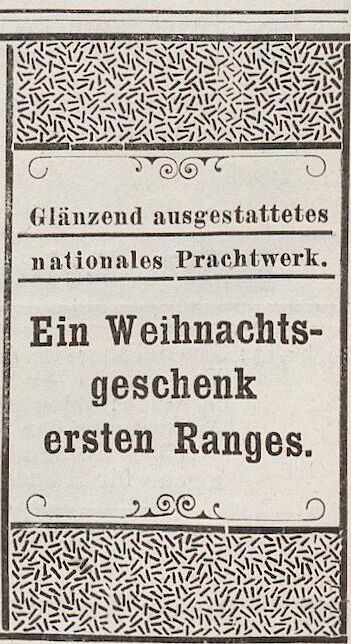 Glänzend ausgestattetes
nationales Prachtwerk.
Ein Weihnachts-
geschenk
ersten Ranges.